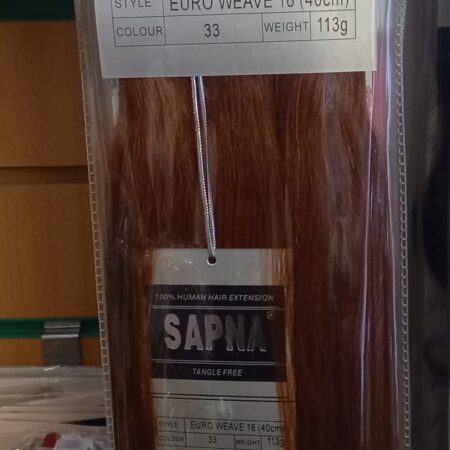 STYLE EURO WEAVE 16 (40cm)
COLOUR 33 WEIGHT 113g
100% HUMAN HAIR EXTENSION
SAPNA®
TANGLE FREE
STYLE EURO WEAVE 16 (40cm)
COLOUR 33 WEIGHT 113g